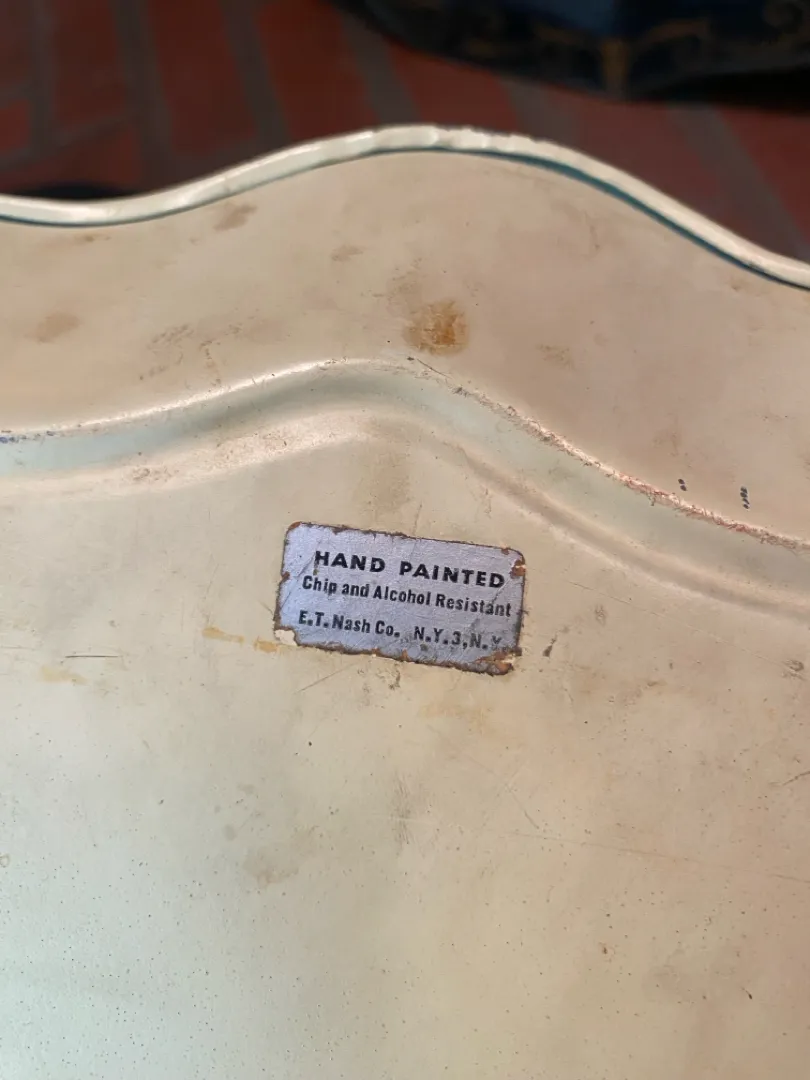 HAND PAINTED
Chip and Alcohol Resistant
E.T. Nash Co. N.Y. 3, N.Y.